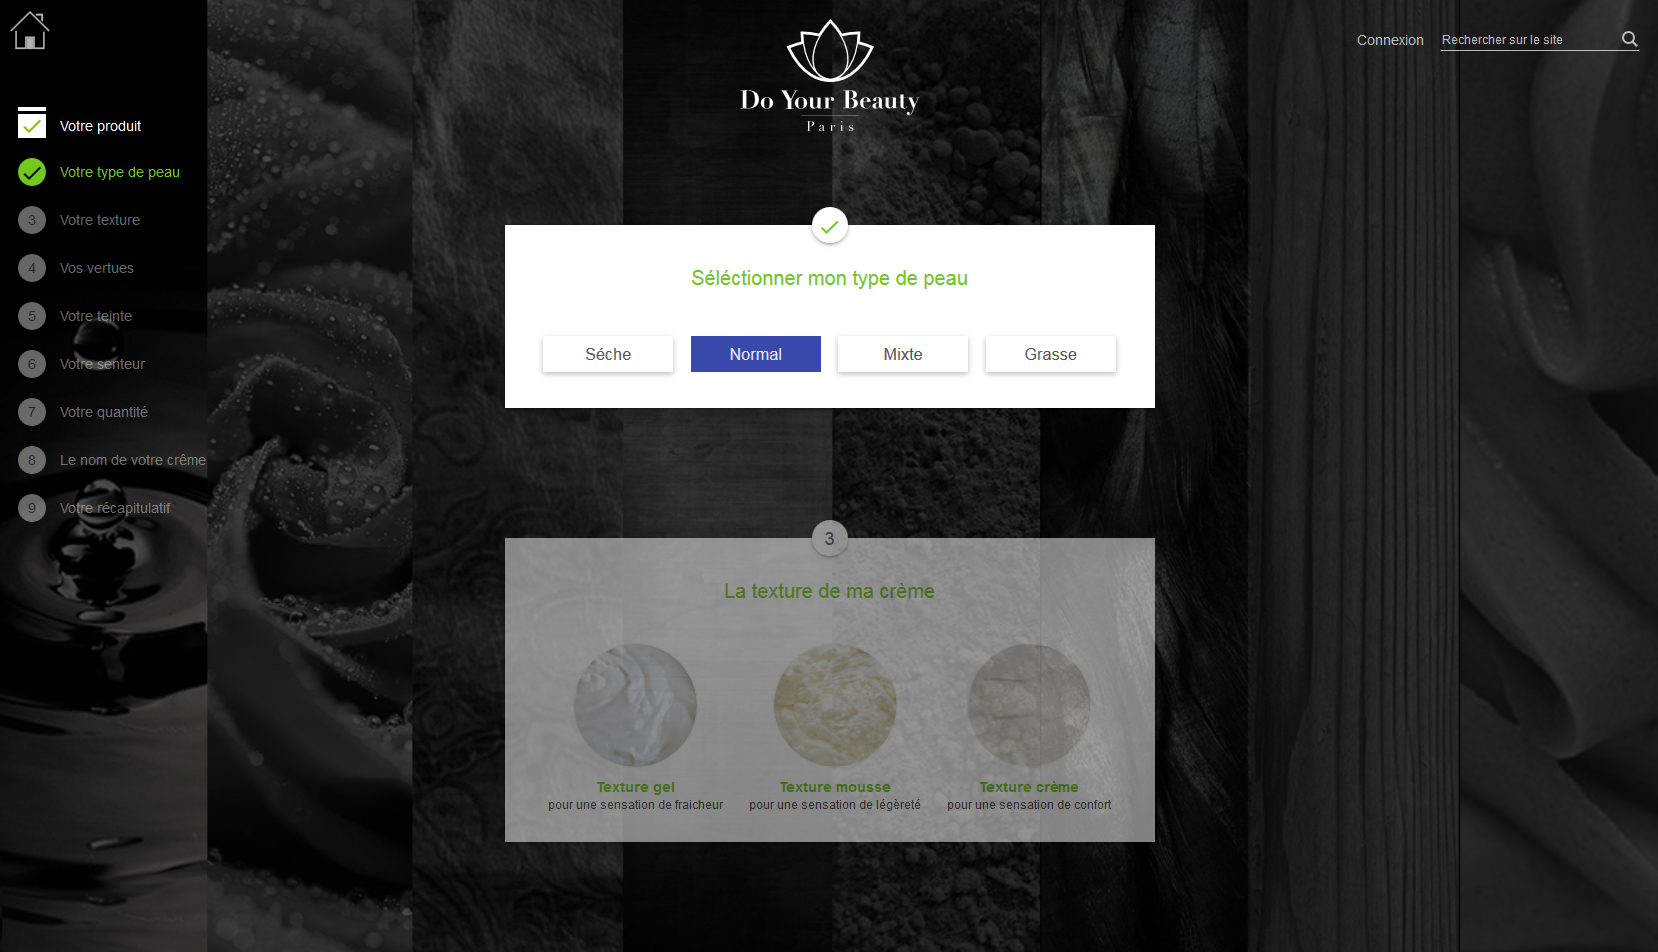 Do Your Beauty
Paris
Connexion
Rechercher sur le site
Votre produit
Votre type de peau
3 Votre texture
4 Vos vertues
5 Votre teinte
6 Votre senteur
7 Votre quantité
8 Le nom de votre crême
9 Votre récapitulatif
Séléctionner mon type de peau
Séche
Normal
Mixte
Grasse
3
La texture de ma crème
Texture gel
pour une sensation de fraicheur
Texture mousse
pour une sensation de légèreté
Texture crème
pour une sensation de confort